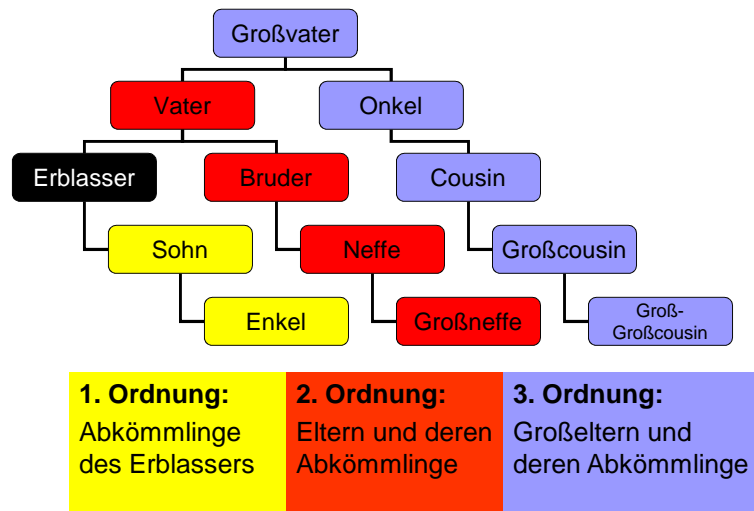 Großvater
Vater
Onkel
Erblasser
Bruder
Cousin
Sohn
Neffe
Großcousin
Enkel
Großneffe
Groß-
Großcousin
1. Ordnung:
Abkömmlinge
des Erblassers
2. Ordnung:
Eltern und deren
Abkömmlinge
3. Ordnung:
Großeltern und
deren Abkömmlinge